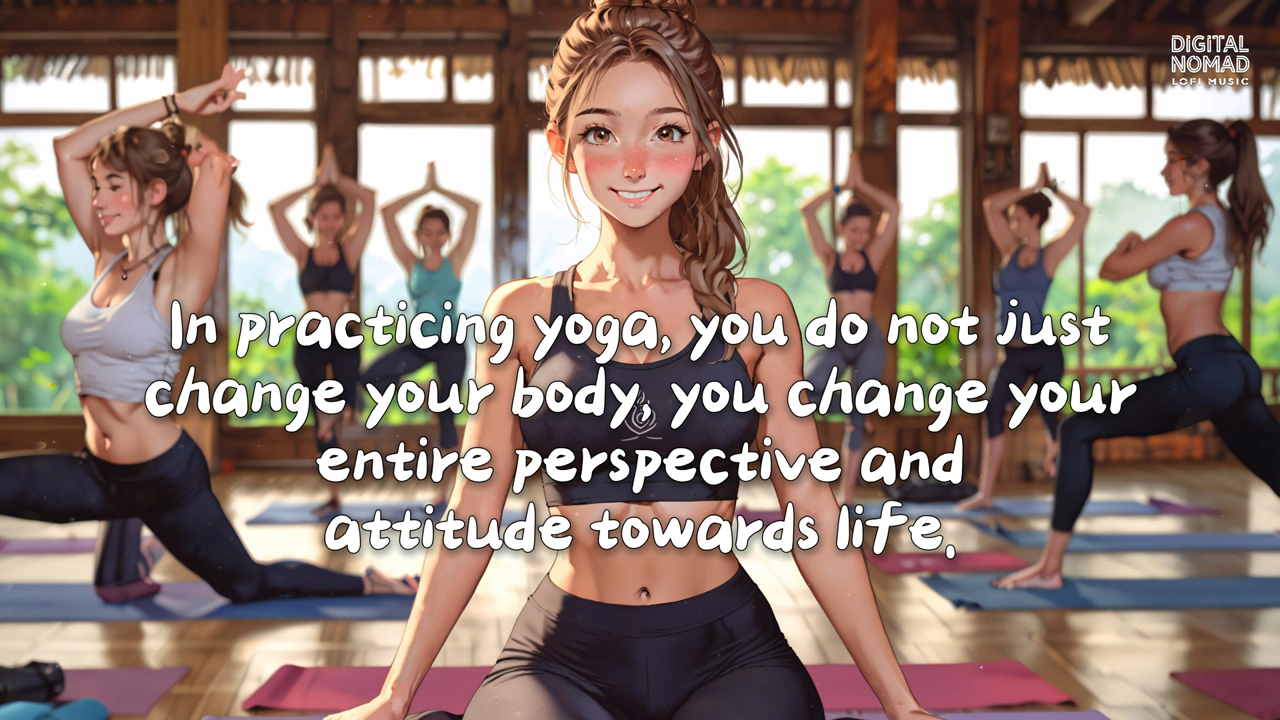 DIGITAL
NOMAD
LOFI MUSIC
In practicing yoga, you do not just
change your body, you change your
entire perspective and
attitude towards life,